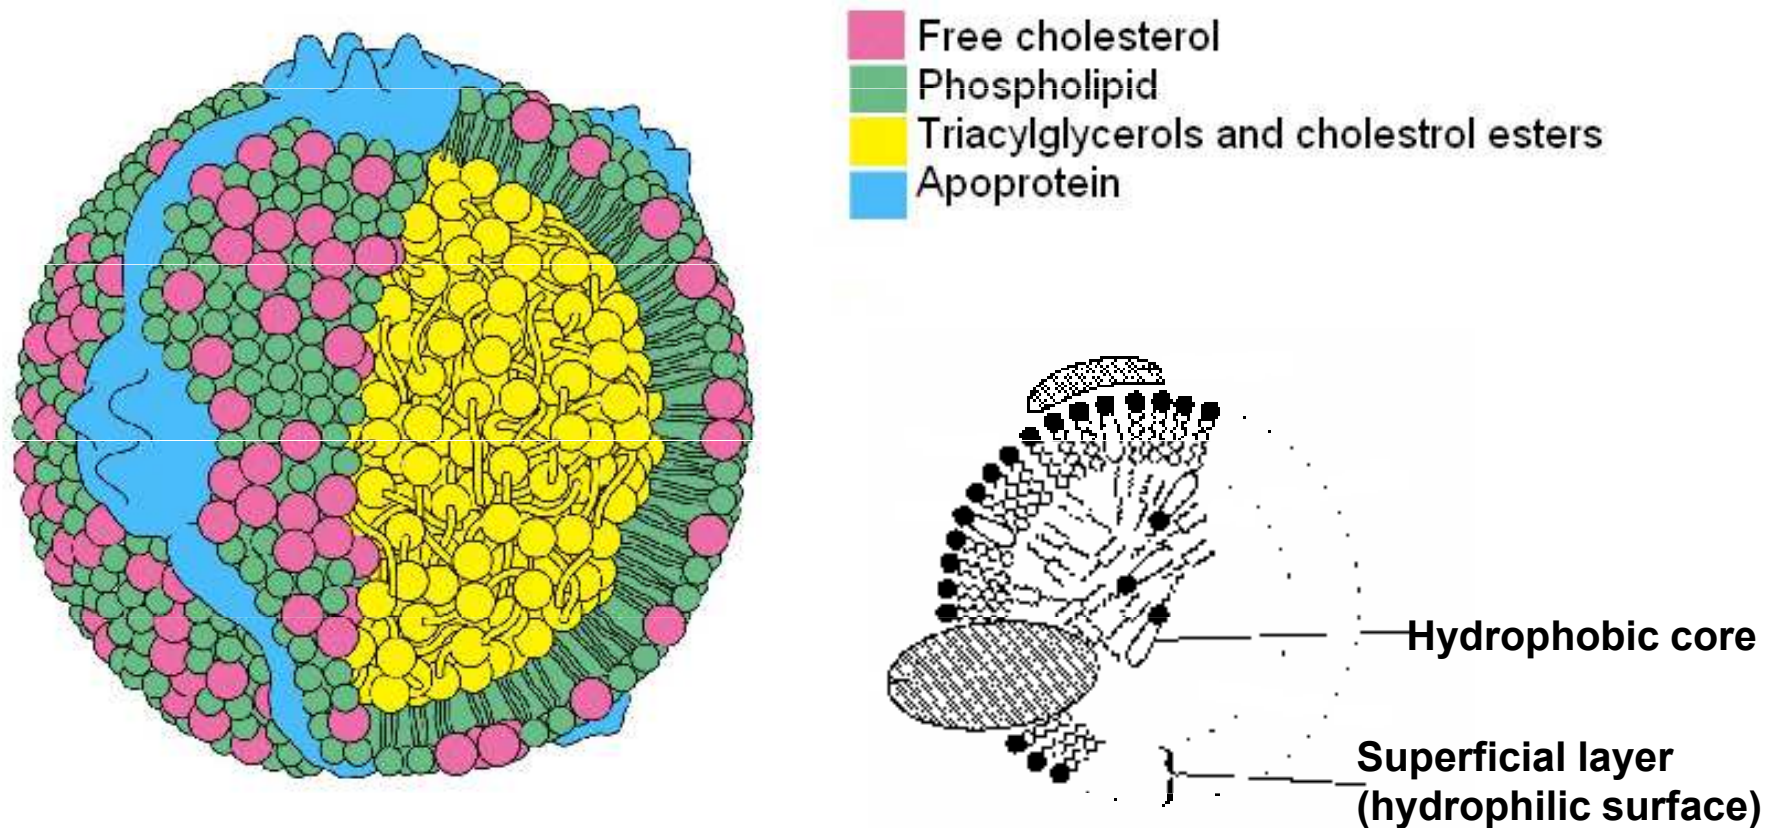 Free cholesterol
Phospholipid
Triacylglycerols and cholestrol esters
Apoprotein
Hydrophobic core
Superficial layer
(hydrophilic surface)